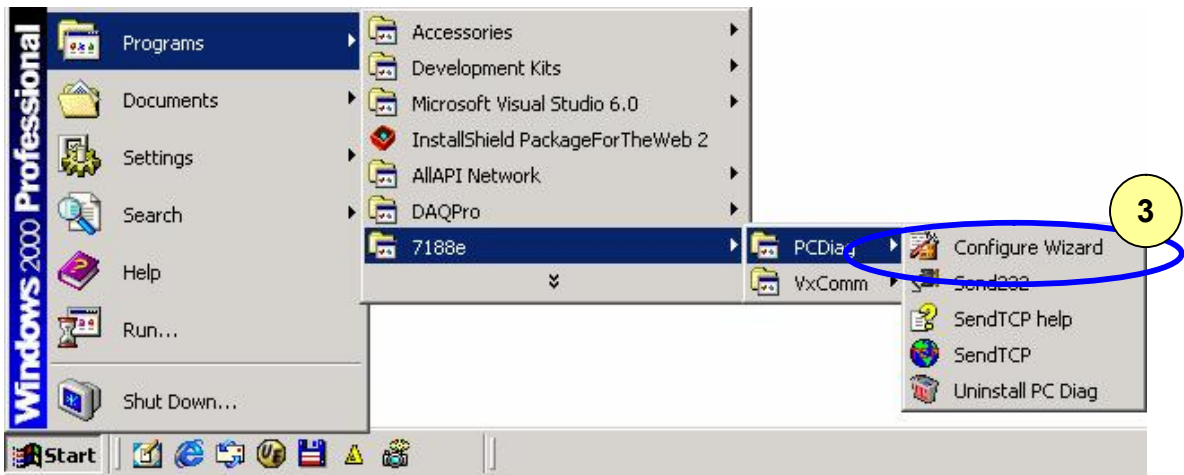 Windows 2000 Professional
Programs
Documents
Settings
Search
Help
Run...
Shut Down...
Start
Accessories
Development Kits
Microsoft Visual Studio 6.0
InstallShield PackageForTheWeb 2
AllAPI Network
DAQPro
7188e
PCDiag
VxComm
3
Configure Wizard
Send232
SendTCP help
SendTCP
Uninstall PC Diag